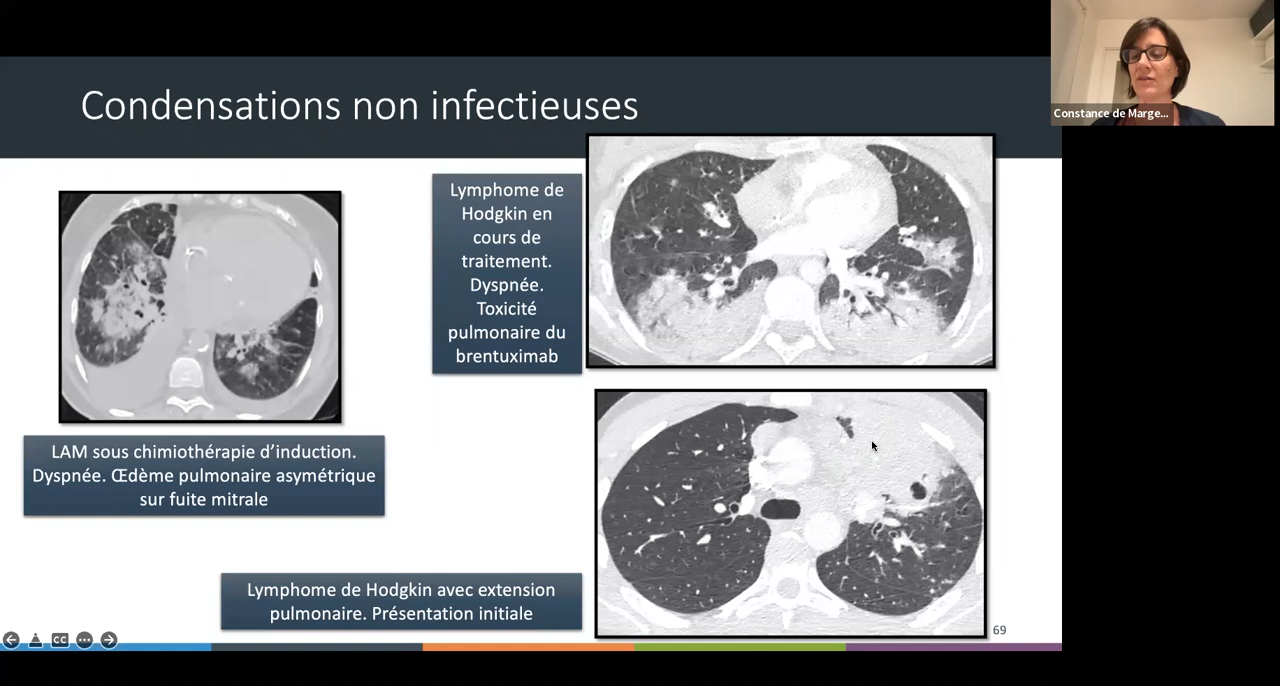 Condensations non infectieuses
Constance de Marge...
Lymphome de
Hodgkin en
cours de
traitement.
Dyspnée.
Toxicité
pulmonaire du
brentuximab
LAM sous chimiothérapie d’induction.
Dyspnée. Œdème pulmonaire asymétrique
sur fuite mitrale
Lymphome de Hodgkin avec extension
pulmonaire. Présentation initiale
69
CC